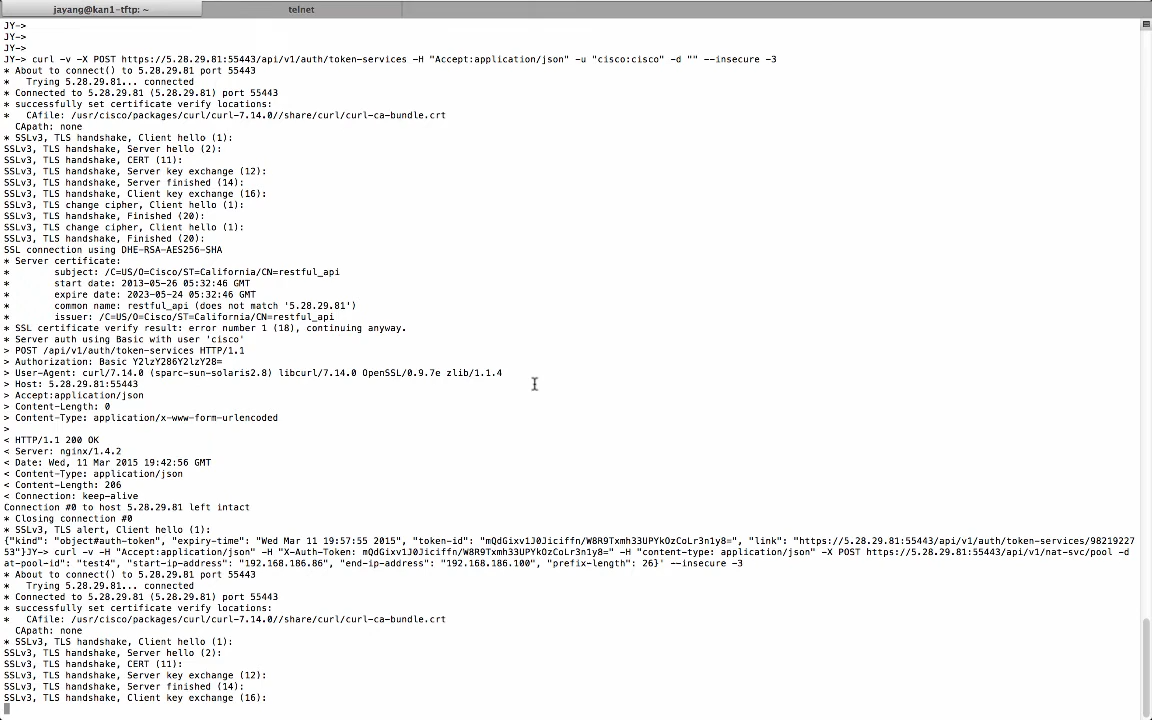 jayang@kan1-tftp: ~
telnet
JY->
JY->
JY->
JY-> curl -v -X POST https://5.28.29.81:55443/api/v1/auth/token-services -H "Accept:application/json" -u "cisco:cisco" -d "" --insecure -3
* About to connect() to 5.28.29.81 port 55443
*   Trying 5.28.29.81... connected
* Connected to 5.28.29.81 (5.28.29.81) port 55443
* successfully set certificate verify locations:
*   CAfile: /usr/cisco/packages/curl/curl-7.14.0//share/curl/curl-ca-bundle.crt
  CApath: none
* SSLv3, TLS handshake, Client hello (1):
SSLv3, TLS handshake, Server hello (2):
SSLv3, TLS handshake, CERT (11):
SSLv3, TLS handshake, Server key exchange (12):
SSLv3, TLS handshake, Server finished (14):
SSLv3, TLS handshake, Client key exchange (16):
SSLv3, TLS change cipher, Client hello (1):
SSLv3, TLS handshake, Finished (20):
SSLv3, TLS change cipher, Client hello (1):
SSLv3, TLS handshake, Finished (20):
SSL connection using DHE-RSA-AES256-SHA
* Server certificate:
*        subject: /C=US/O=Cisco/ST=California/CN=restful_api
*        start date: 2013-05-26 05:32:46 GMT
*        expire date: 2023-05-24 05:32:46 GMT
*        common name: restful_api (does not match '5.28.29.81')
*        issuer: /C=US/O=Cisco/ST=California/CN=restful_api
* SSL certificate verify result: error number 1 (18), continuing anyway.
* Server auth using Basic with user 'cisco'
> POST /api/v1/auth/token-services HTTP/1.1
> Authorization: Basic Y2lzY286Y2lzY28=
> User-Agent: curl/7.14.0 (sparc-sun-solaris2.8) libcurl/7.14.0 OpenSSL/0.9.7e zlib/1.1.4
> Host: 5.28.29.81:55443
> Accept:application/json
> Content-Length: 0
> Content-Type: application/x-www-form-urlencoded
>
< HTTP/1.1 200 OK
< Server: nginx/1.4.2
< Date: Wed, 11 Mar 2015 19:42:56 GMT
< Content-Type: application/json
< Content-Length: 206
< Connection: keep-alive
Connection #0 to host 5.28.29.81 left intact
* Closing connection #0
* SSLv3, TLS alert, Client hello (1):
{"kind": "object#auth-token", "expiry-time": "Wed Mar 11 19:57:55 2015", "token-id": "mQdGixv1J0Jiciffn/W8R9Txmh33UPYkOzCoLr3n1y8=", "link": "https://5.28.29.81:55443/api/v1/auth/token-services/98219227
53"}JY-> curl -v -H "Accept:application/json" -H "X-Auth-Token: mQdGixv1J0Jiciffn/W8R9Txmh33UPYkOzCoLr3n1y8=" -H "content-type: application/json" -X POST https://5.28.29.81:55443/api/v1/nat-svc/pool -d
at-pool-id": "test4", "start-ip-address": "192.168.186.86", "end-ip-address": "192.168.186.100", "prefix-length": 26}' --insecure -3
* About to connect() to 5.28.29.81 port 55443
*   Trying 5.28.29.81... connected
* Connected to 5.28.29.81 (5.28.29.81) port 55443
* successfully set certificate verify locations:
*   CAfile: /usr/cisco/packages/curl/curl-7.14.0//share/curl/curl-ca-bundle.crt
  CApath: none
* SSLv3, TLS handshake, Client hello (1):
SSLv3, TLS handshake, Server hello (2):
SSLv3, TLS handshake, CERT (11):
SSLv3, TLS handshake, Server key exchange (12):
SSLv3, TLS handshake, Server finished (14):
SSLv3, TLS handshake, Client key exchange (16):